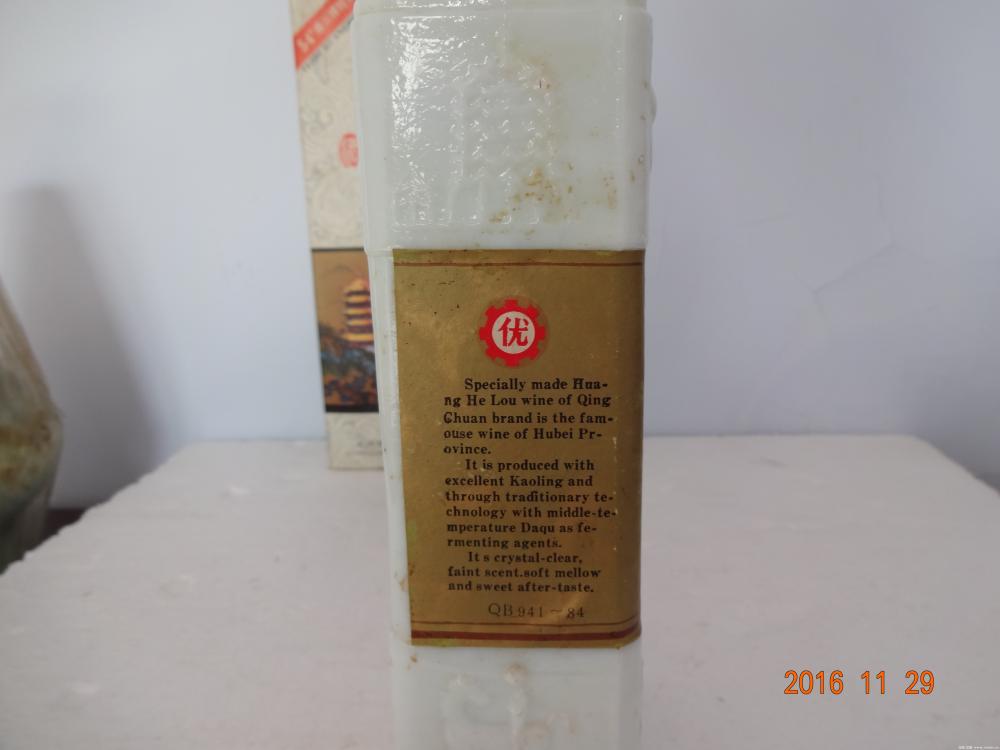 优
Specially made Hua-
ng He Lou wine of Qing
Chuan brand is the fam-
ouse wine of Hubei Pr-
ovince.
It is produced with
excellent Kaoling and
through traditionary te-
chnology with middle-te-
mperature Daqu as fe-
rmenting agents.
It s crystal-clear,
faint scent.soft mellow
and sweet after-taste.
QB 941-84
2016 11 29